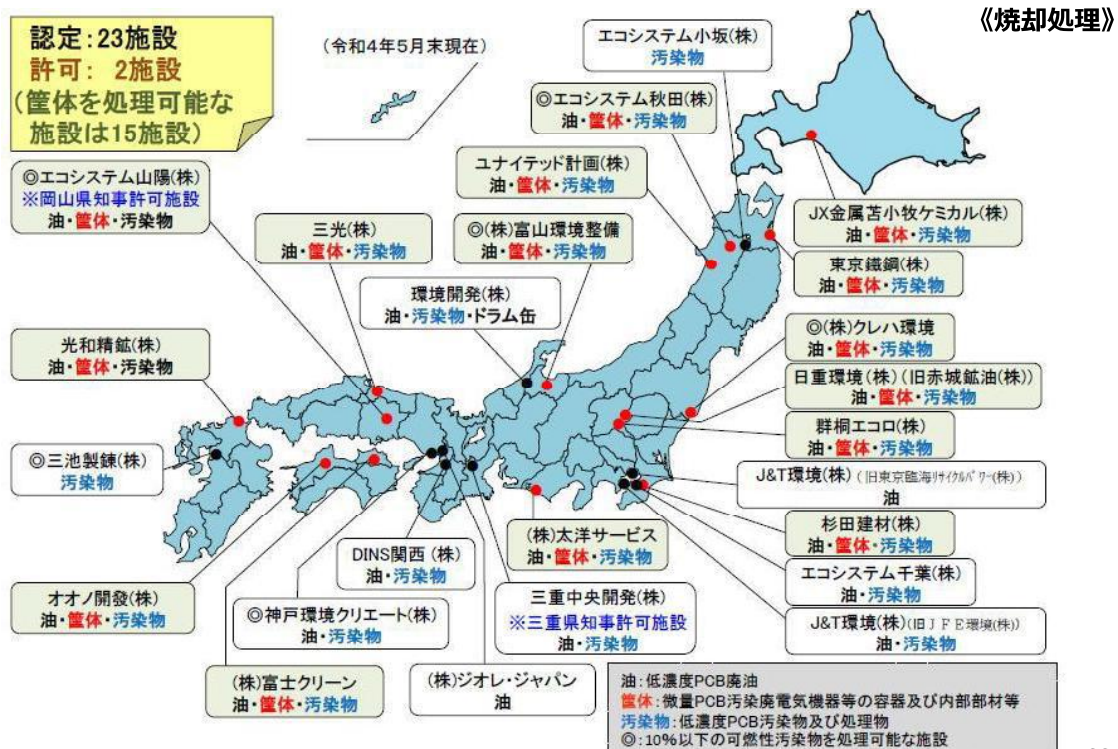 《焼却処理》
認定：23施設
許可： 2施設
（筐体を処理可能な
施設は15施設）
（令和4年5月末現在）
エコシステム小坂(株)
汚染物
◎エコシステム秋田(株)
油・筐体・汚染物
ユナイテッド計画(株)
油・筐体・汚染物
◎エコシステム山陽(株)
※岡山県知事許可施設
油・筐体・汚染物
三光(株)
油・筐体・汚染物
◎(株)富山環境整備
油・筐体・汚染物
JX金属苫小牧ケミカル(株)
油・筐体・汚染物
東京鐵鋼(株)
油・筐体・汚染物
環境開発(株)
油・汚染物・ドラム缶
◎(株)クレハ環境
油・筐体・汚染物
光和精鉱(株)
油・筐体・汚染物
日重環境(株)(旧赤城鉱油(株))
油・筐体・汚染物
群桐エコロ(株)
油・筐体・汚染物
◎三池製錬(株)
汚染物
J&T環境(株)(旧東京臨海リサイクルパワー(株))
油
杉田建材(株)
油・筐体・汚染物
(株)太洋サービス
油・筐体・汚染物
DINS関西 (株)
油・汚染物
エコシステム千葉(株)
油・汚染物
オオノ開發(株)
油・筐体・汚染物
◎神戸環境クリエート(株)
油・汚染物
三重中央開発(株)
※三重県知事許可施設
油・汚染物
J&T環境(株)(旧JFE環境(株))
油・汚染物
(株)富士クリーン
油・筐体・汚染物
(株)ジオレ・ジャパン
油
油：低濃度PCB廃油
筐体：微量PCB汚染廃電気機器等の容器及び内部部材等
汚染物：低濃度PCB汚染物及び処理物
◎：10％以下の可燃性汚染物を処理可能な施設